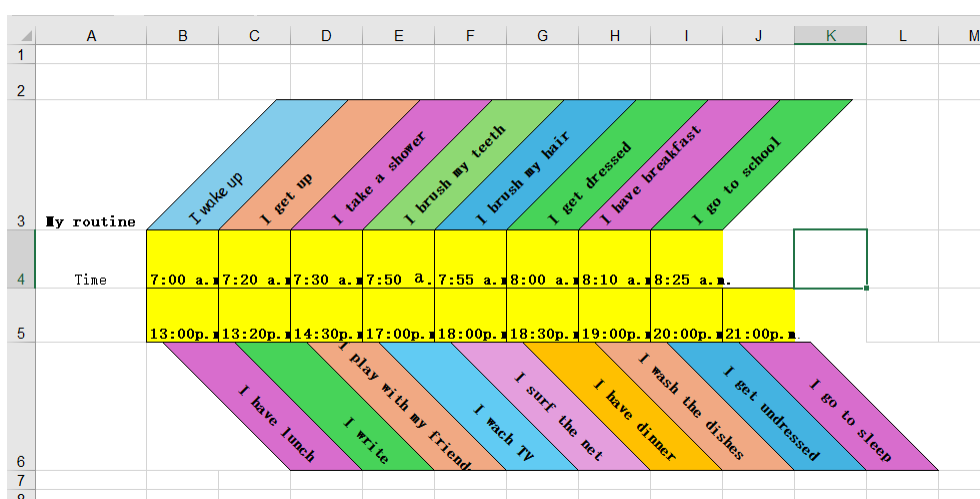 A B C D E F G H I J K L M
1
2
I wake up
I get up
I take a shower
I brush my teeth
I brush my hair
I get dressed
I have breakfast
I go to school
3 My routine
4 Time 7:00 a.m 7:20 a.m 7:30 a.m 7:50 a. 7:55 a.m 8:00 a.m 8:10 a.m 8:25 a.m.
5 13:00p.m 13:20p.m 14:30p.m 17:00p.m 18:00p.m 18:30p.m 19:00p.m 20:00p.m 21:00p.m.
I have lunch
I write
I play with my friend
I wach TV
I surf the net
I have dinner
I wash the dishes
I get undressed
I go to sleep
6
7
8